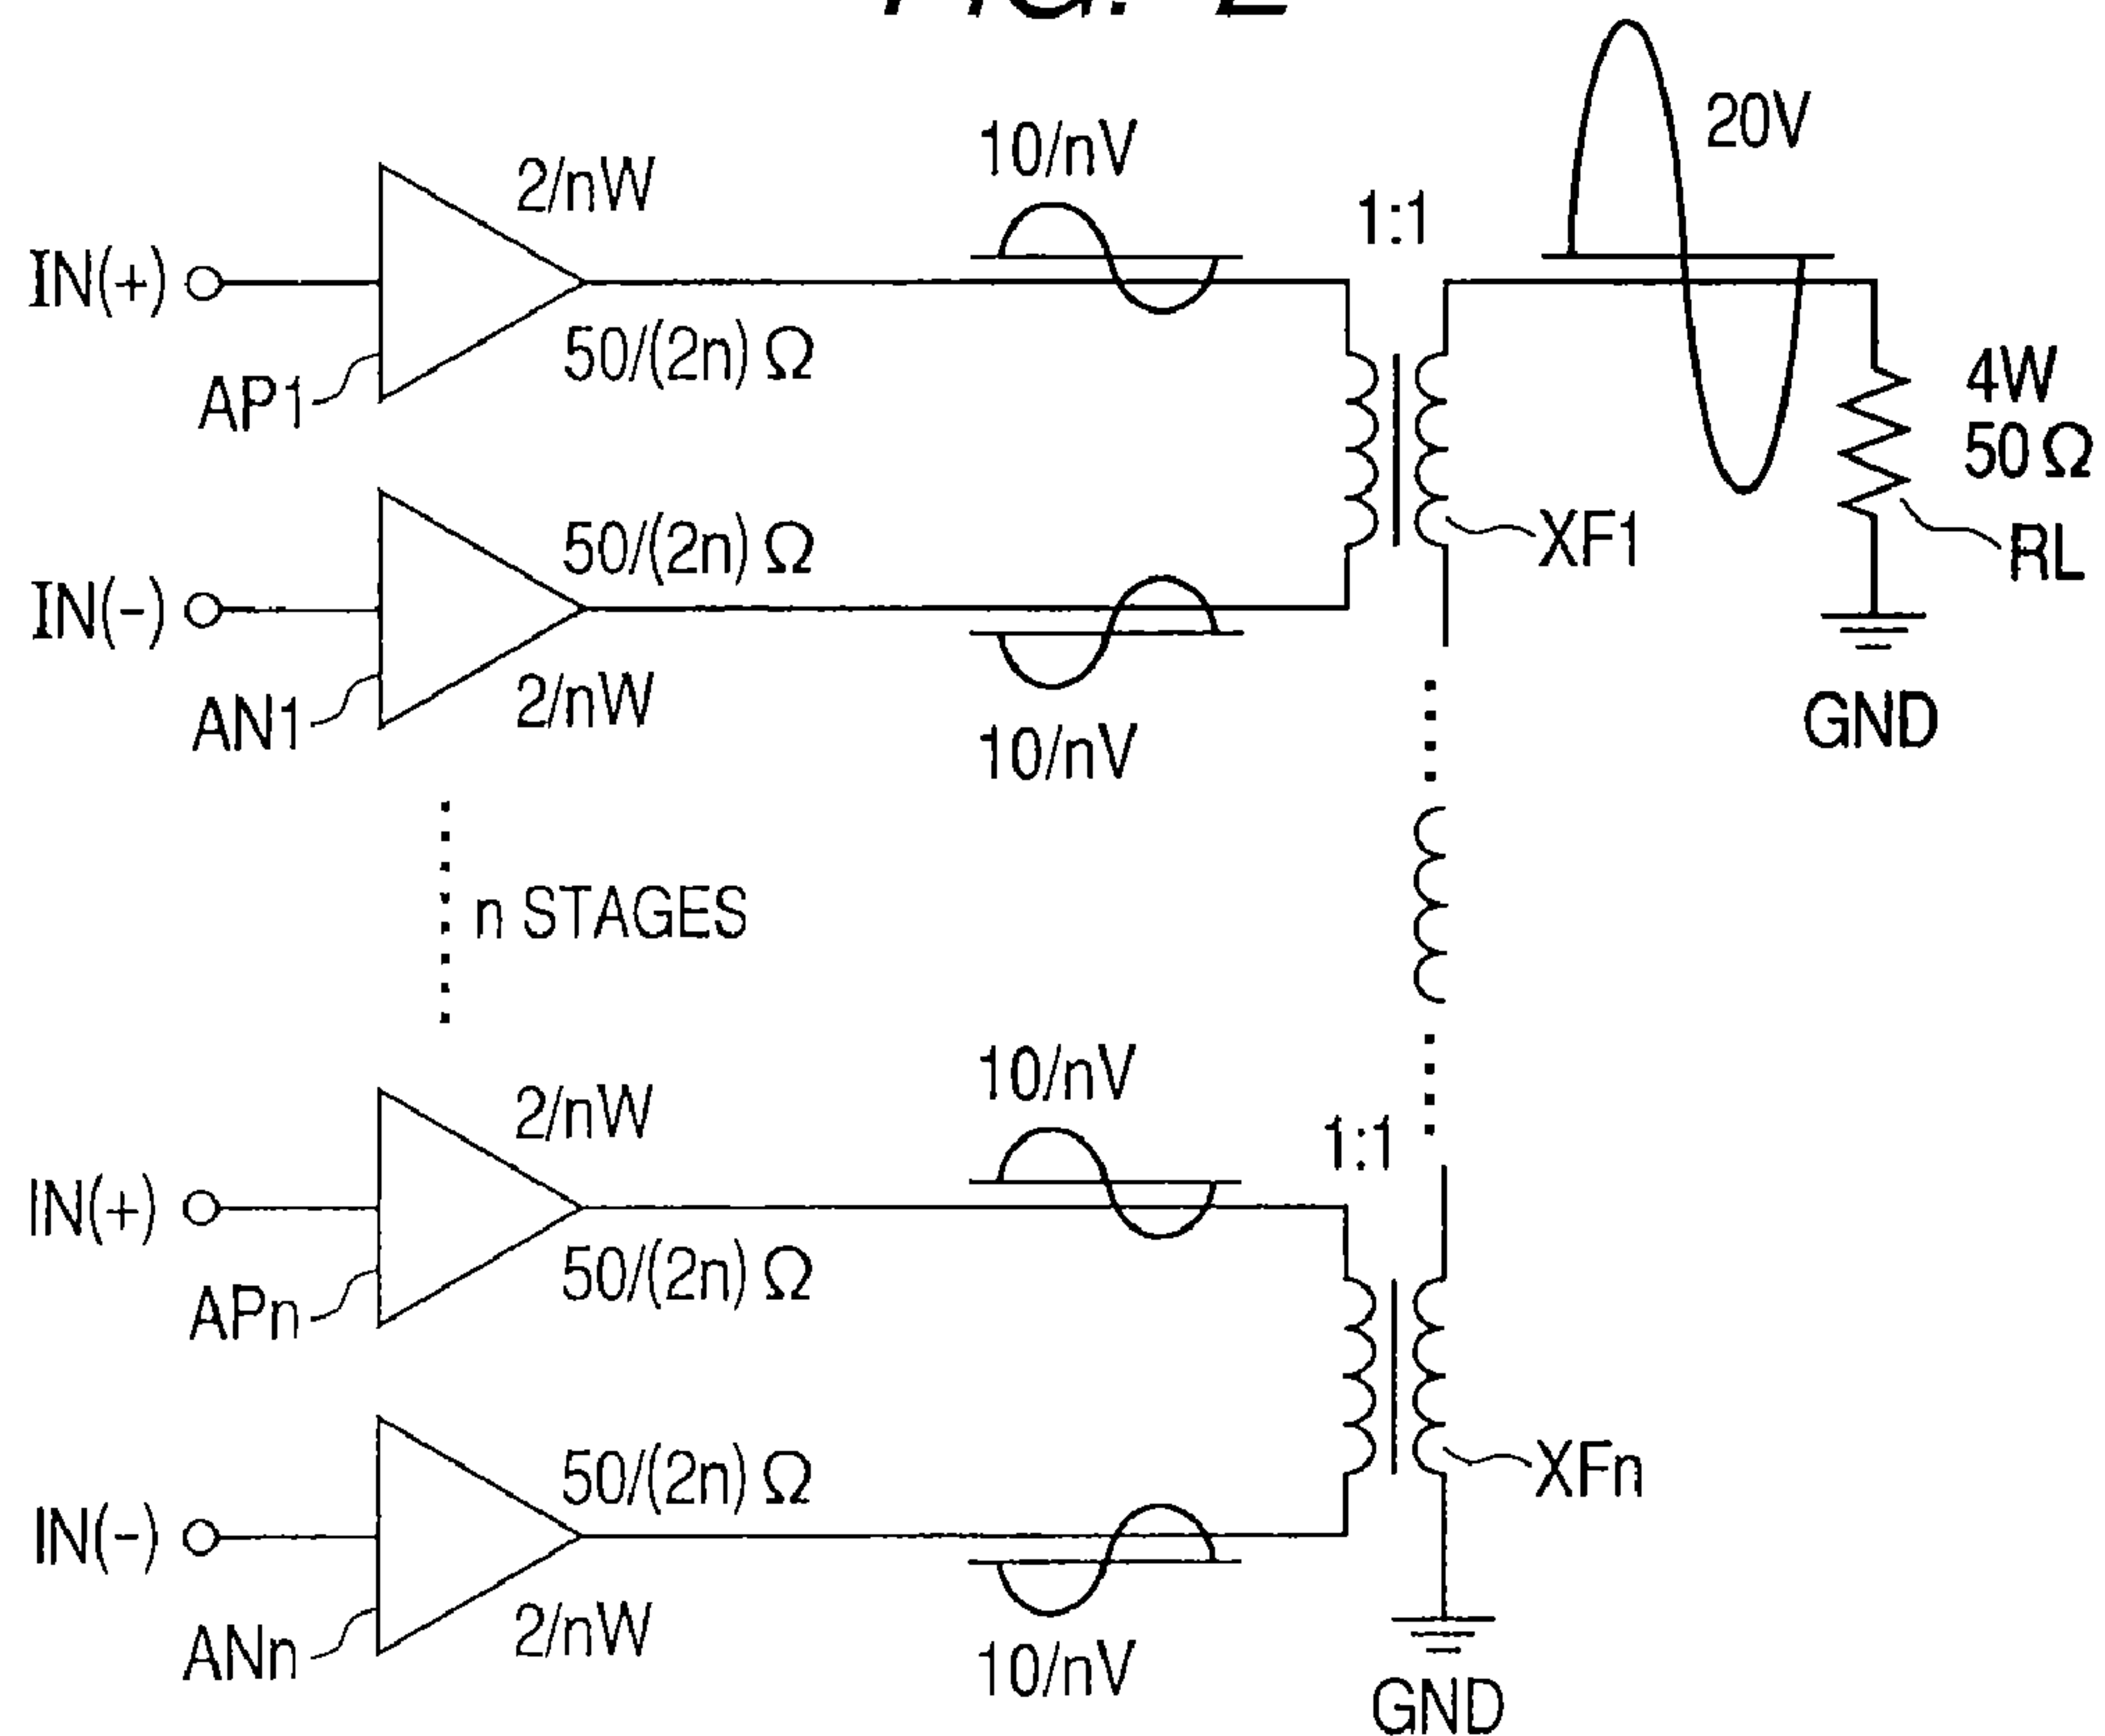 FIG. 2
20V
10/nV
2/nW
1:1
IN(+)
50/(2n) Ω
AP1
4W
50 Ω
50/(2n) Ω
XF1
RL
IN(-)
2/nW
AN1
10/nV
GND
n STAGES
10/nV
2/nW
1:1
IN(+)
50/(2n) Ω
APn
50/(2n) Ω
XFn
IN(-)
2/nW
ANn
10/nV
GND